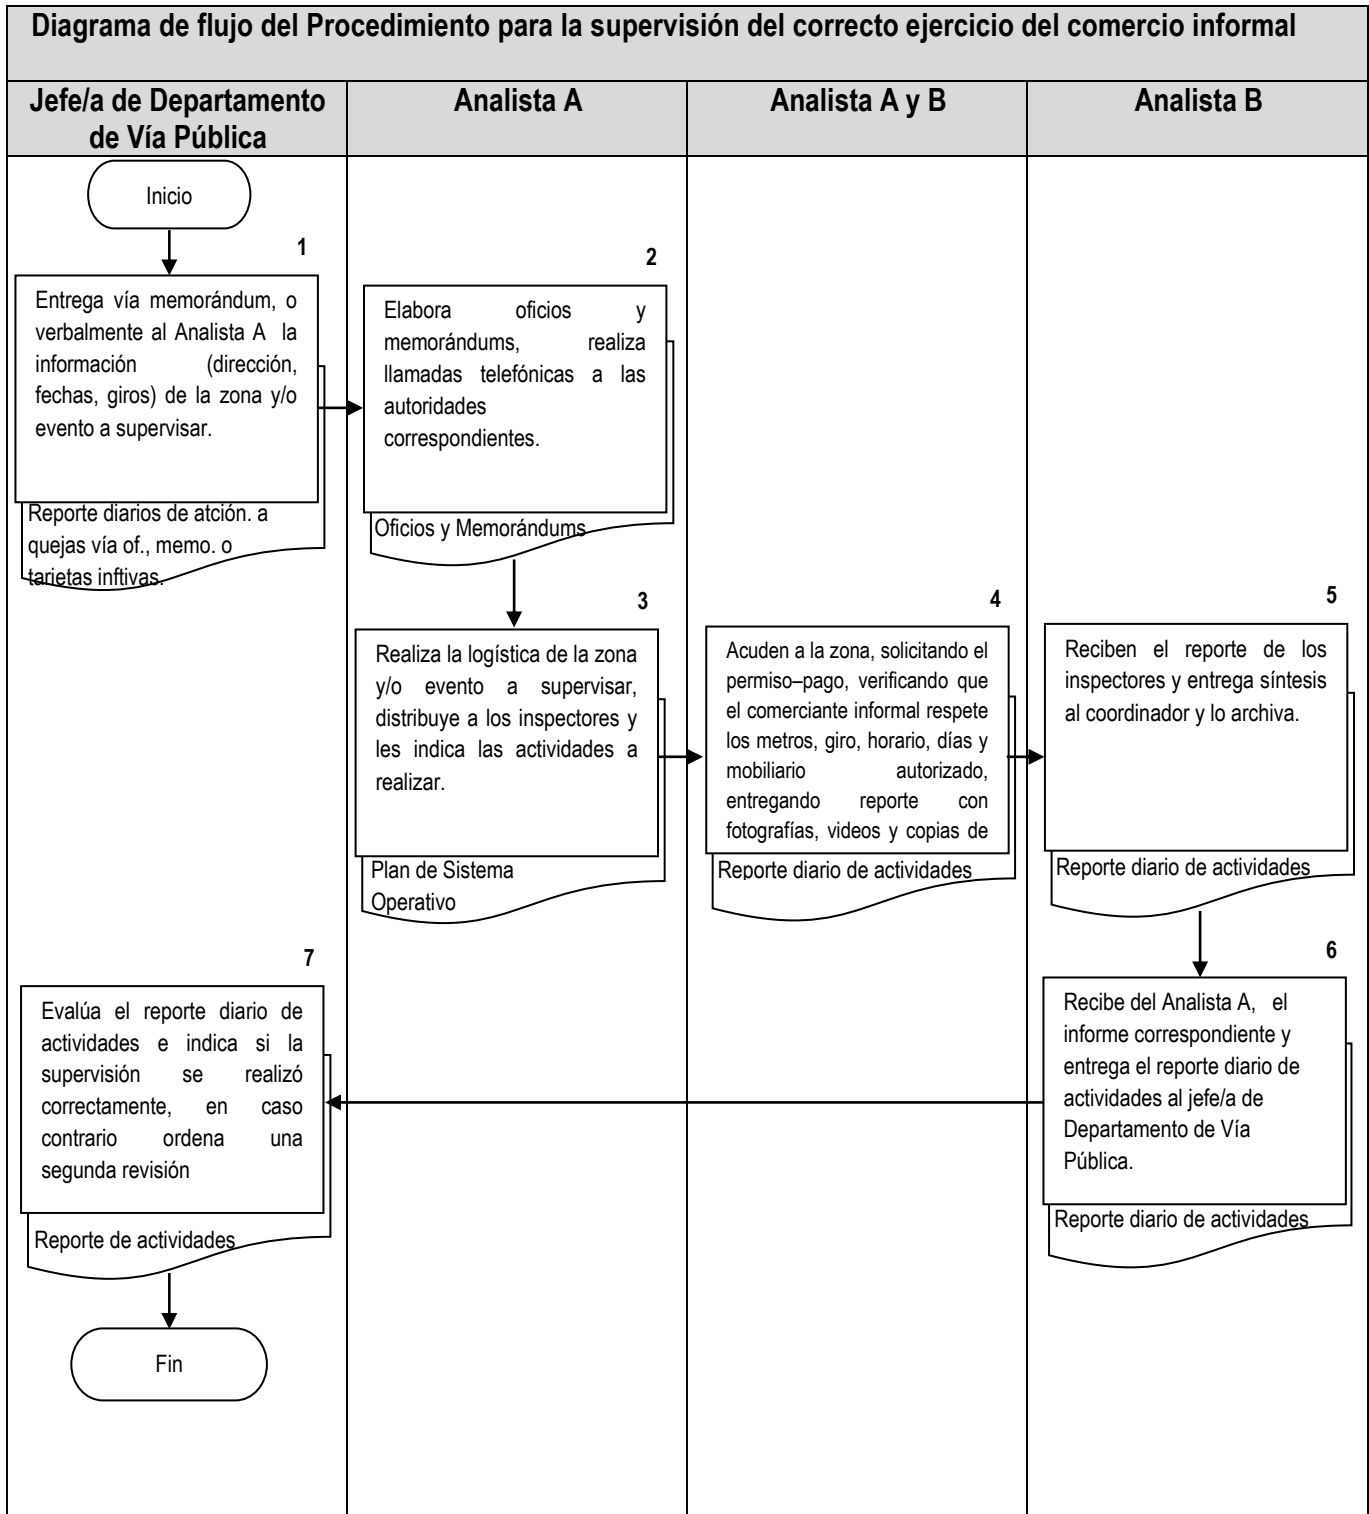 Diagrama de flujo del Procedimiento para la supervisión del correcto ejercicio del comercio informal
Jefe/a de Departamento
de Vía Pública
Analista A
Analista A y B
Analista B
Inicio
1
Entrega vía memorándum, o
verbalmente al Analista A la
información (dirección,
fechas, giros) de la zona y/o
evento a supervisar.
Reporte diarios de atción. a
quejas vía of., memo. o
tarjetas inftivas.
2
Elabora oficios y
memorándums, realiza
llamadas telefónicas a las
autoridades
correspondientes.
Oficios y Memorándums
3
Realiza la logística de la zona
y/o evento a supervisar,
distribuye a los inspectores y
les indica las actividades a
realizar.
Plan de Sistema
Operativo
4
Acuden a la zona, solicitando el
permiso–pago, verificando que
el comerciante informal respete
los metros, giro, horario, días y
mobiliario autorizado,
entregando reporte con
fotografías, videos y copias de
Reporte diario de actividades
5
Reciben el reporte de los
inspectores y entrega síntesis
al coordinador y lo archiva.
Reporte diario de actividades
6
Recibe del Analista A, el
informe correspondiente y
entrega el reporte diario de
actividades al jefe/a de
Departamento de Vía
Pública.
Reporte diario de actividades
7
Evalúa el reporte diario de
actividades e indica si la
supervisión se realizó
correctamente, en caso
contrario ordena una
segunda revisión
Reporte de actividades
Fin